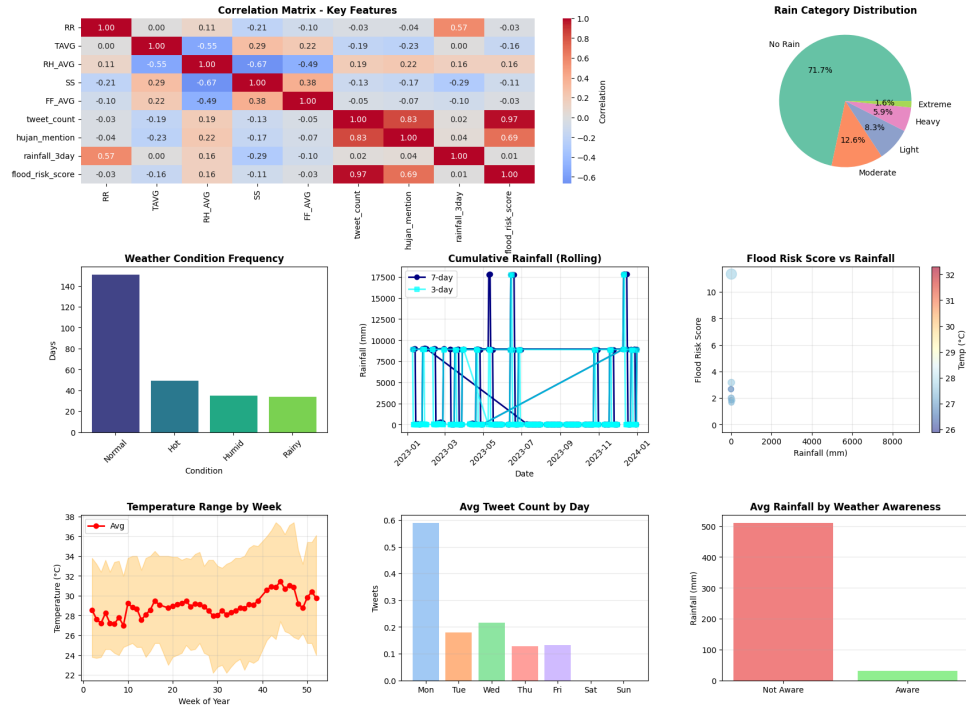 Correlation Matrix - Key Features
RR 1.00 0.00 0.11 -0.21 -0.10 -0.03 -0.04 0.57 -0.03
TAVG 0.00 1.00 -0.55 0.29 0.22 -0.19 -0.23 0.00 -0.16
RH_AVG 0.11 -0.55 1.00 -0.67 -0.49 0.19 0.22 0.16 0.16
SS -0.21 0.29 -0.67 1.00 0.38 -0.13 -0.17 -0.29 -0.11
FF_AVG -0.10 0.22 -0.49 0.38 1.00 -0.05 -0.07 -0.10 -0.03
tweet_count -0.03 -0.19 0.19 -0.13 -0.05 1.00 0.83 0.02 0.97
hujan_mention -0.04 -0.23 0.22 -0.17 -0.07 0.83 1.00 0.04 0.69
rainfall_3day 0.57 0.00 0.16 -0.29 -0.10 0.02 0.04 1.00 0.01
flood_risk_score -0.03 -0.16 0.16 -0.11 -0.03 0.97 0.69 0.01 1.00
RR TAVG RH_AVG SS FF_AVG tweet_count hujan_mention rainfall_3day flood_risk_score
1.0
0.8
0.6
0.4
0.2
0.0
−0.2
−0.4
−0.6
Correlation
Rain Category Distribution
No Rain
71.7%
1.6%
Extreme
5.9%
Heavy
8.3%
Light
12.6%
Moderate
Weather Condition Frequency
140
120
100
80
60
40
20
0
Days
Normal Hot Humid Rainy
Condition
Cumulative Rainfall (Rolling)
7-day
3-day
17500
15000
12500
10000
7500
5000
2500
0
Rainfall (mm)
2023-01 2023-03 2023-05 2023-07 2023-09 2023-11 2024-01
Date
Flood Risk Score vs Rainfall
10
8
6
4
2
0
Flood Risk Score
0 2000 4000 6000 8000
Rainfall (mm)
32
31
30
29
28
27
26
Temp (°C)
Temperature Range by Week
Avg
38
36
34
32
30
28
26
24
22
Temperature (°C)
0 10 20 30 40 50
Week of Year
Avg Tweet Count by Day
0.6
0.5
0.4
0.3
0.2
0.1
0.0
Tweets
Mon Tue Wed Thu Fri Sat Sun
Avg Rainfall by Weather Awareness
500
400
300
200
100
0
Rainfall (mm)
Not Aware Aware